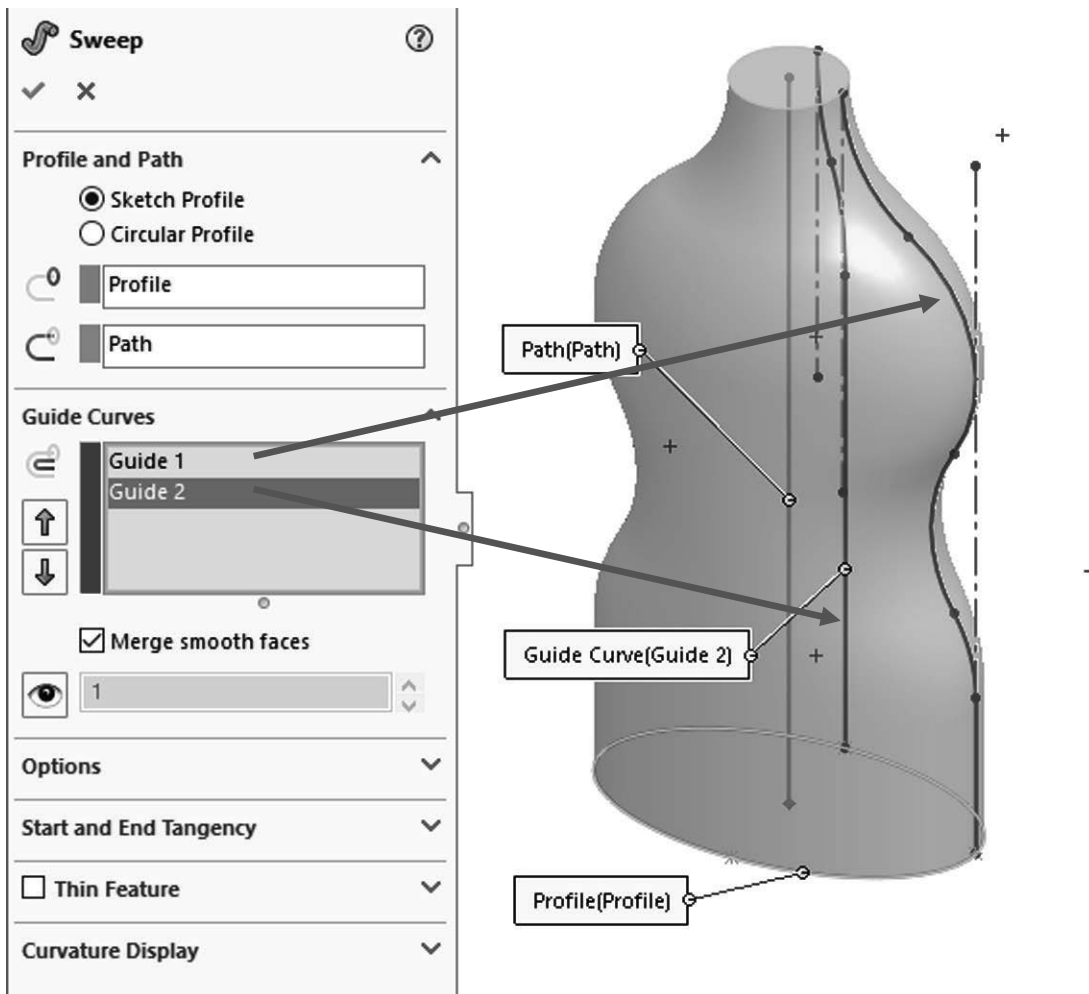 Sweep
Profile and Path
Sketch Profile
Circular Profile
Profile
Path
Guide Curves
Guide 1
Guide 2
Merge smooth faces
1
Options
Start and End Tangency
Thin Feature
Curvature Display
Path(Path)
Guide Curve(Guide 2)
Profile(Profile)